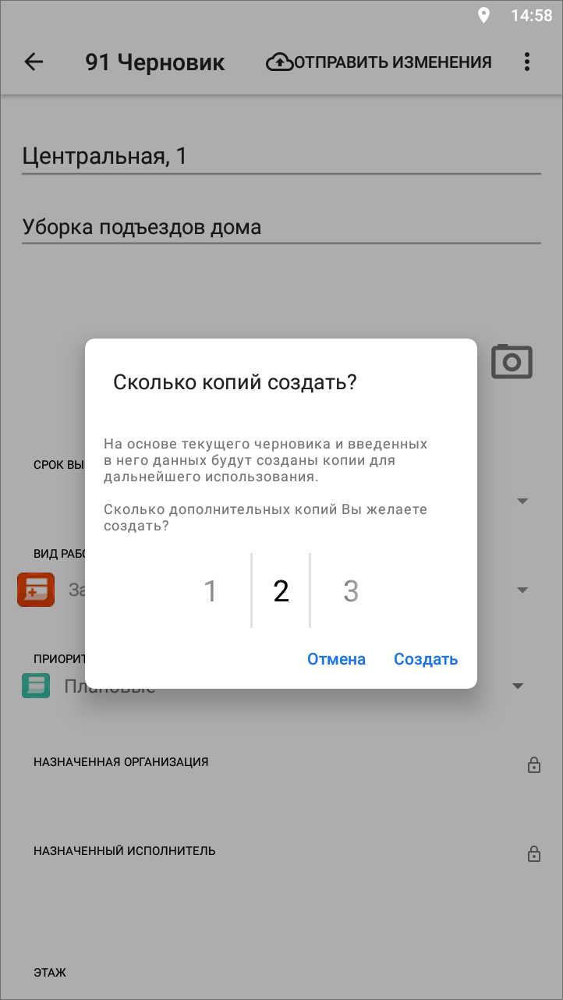 14:58
91 Черновик
ОТПРАВИТЬ ИЗМЕНЕНИЯ
Центральная, 1
Уборка подъездов дома
Сколько копий создать?
На основе текущего черновика и введенных
в него данных будут созданы копии для
дальнейшего использования.
Сколько дополнительных копий Вы желаете
создать?
СРОК ВЫ
ВИД РАБО
За
1 2 3
Отмена Создать
ПРИОРИТ
Плановые
НАЗНАЧЕННАЯ ОРГАНИЗАЦИЯ
НАЗНАЧЕННЫЙ ИСПОЛНИТЕЛЬ
ЭТАЖ